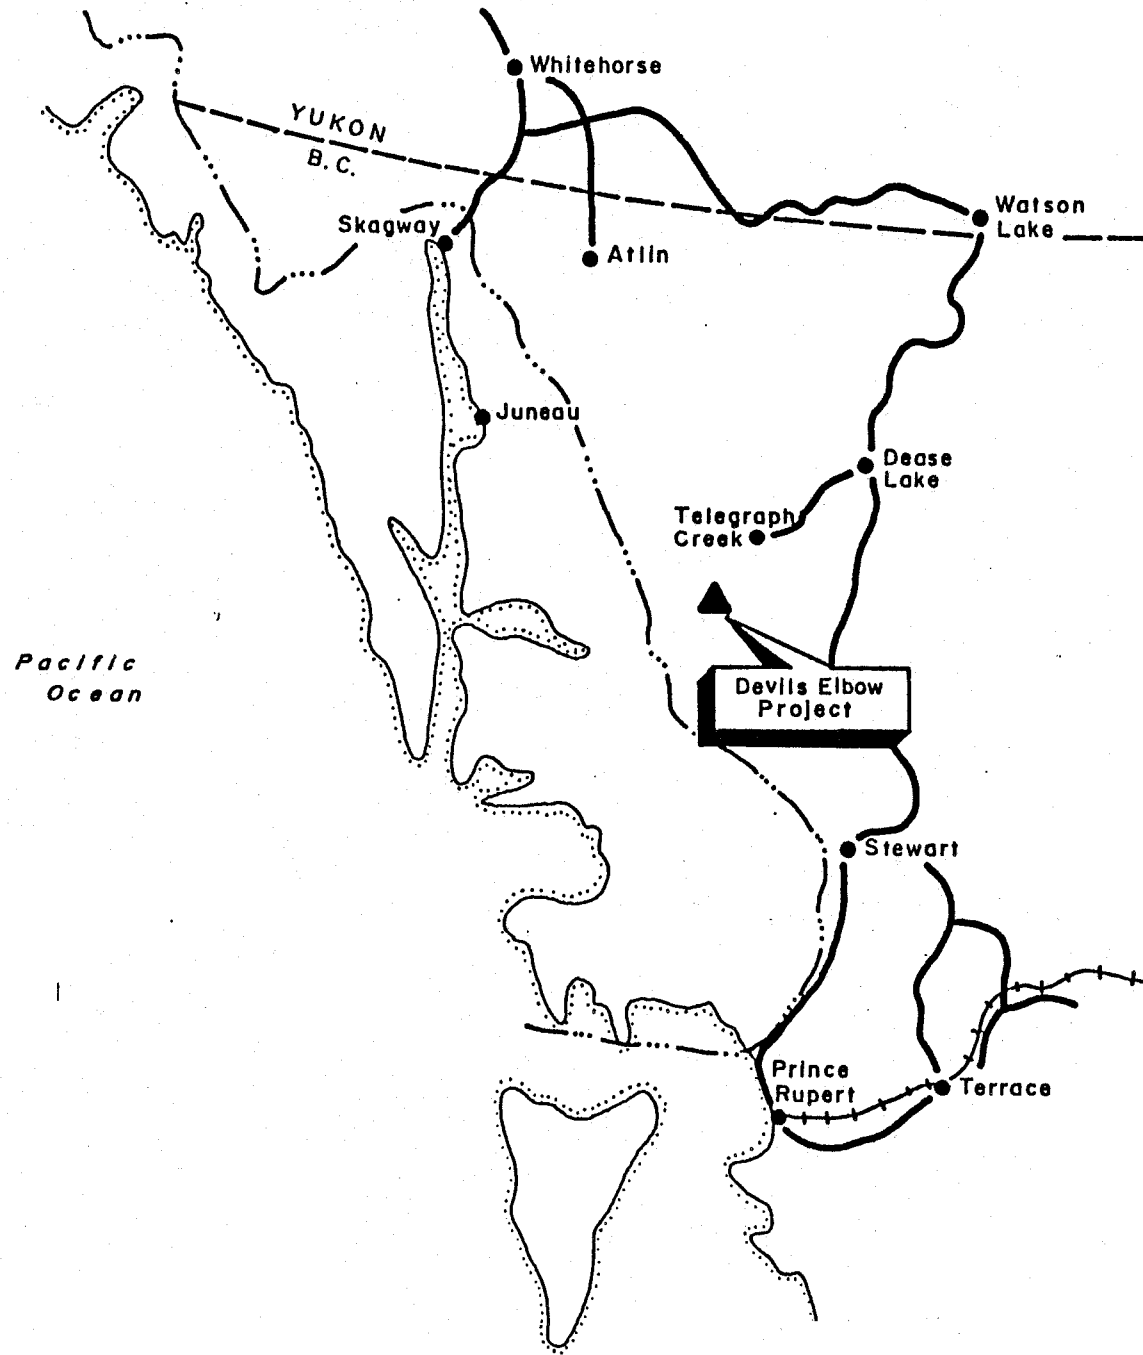 Whitehorse
YUKON
B.C.
Watson
Lake
Skagway
Atlin
Juneau
Dease
Lake
Telegraph
Creek
Pacific
Ocean
Devils Elbow
Project
Stewart
Prince
Rupert
Terrace